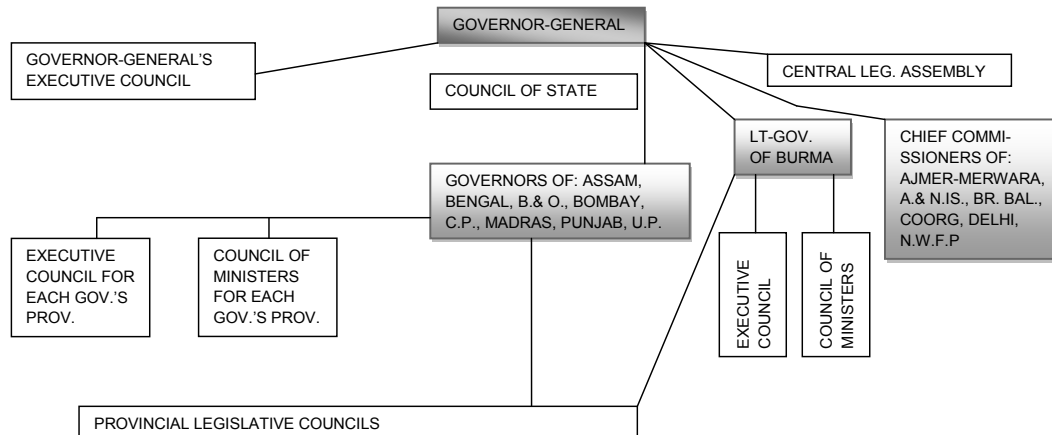 GOVERNOR-GENERAL
GOVERNOR-GENERAL'S
EXECUTIVE COUNCIL
CENTRAL LEG. ASSEMBLY
COUNCIL OF STATE
LT-GOV.
OF BURMA
CHIEF COMMI-
SSIONERS OF:
AJMER-MERWARA,
A.& N.IS., BR. BAL.,
COORG, DELHI,
N.W.F.P
GOVERNORS OF: ASSAM,
BENGAL, B.& O., BOMBAY,
C.P., MADRAS, PUNJAB, U.P.
EXECUTIVE
COUNCIL FOR
EACH GOV.'S
PROV.
COUNCIL OF
MINISTERS
FOR EACH
GOV.'S PROV.
EXECUTIVE
COUNCIL
COUNCIL OF
MINISTERS
PROVINCIAL LEGISLATIVE COUNCILS